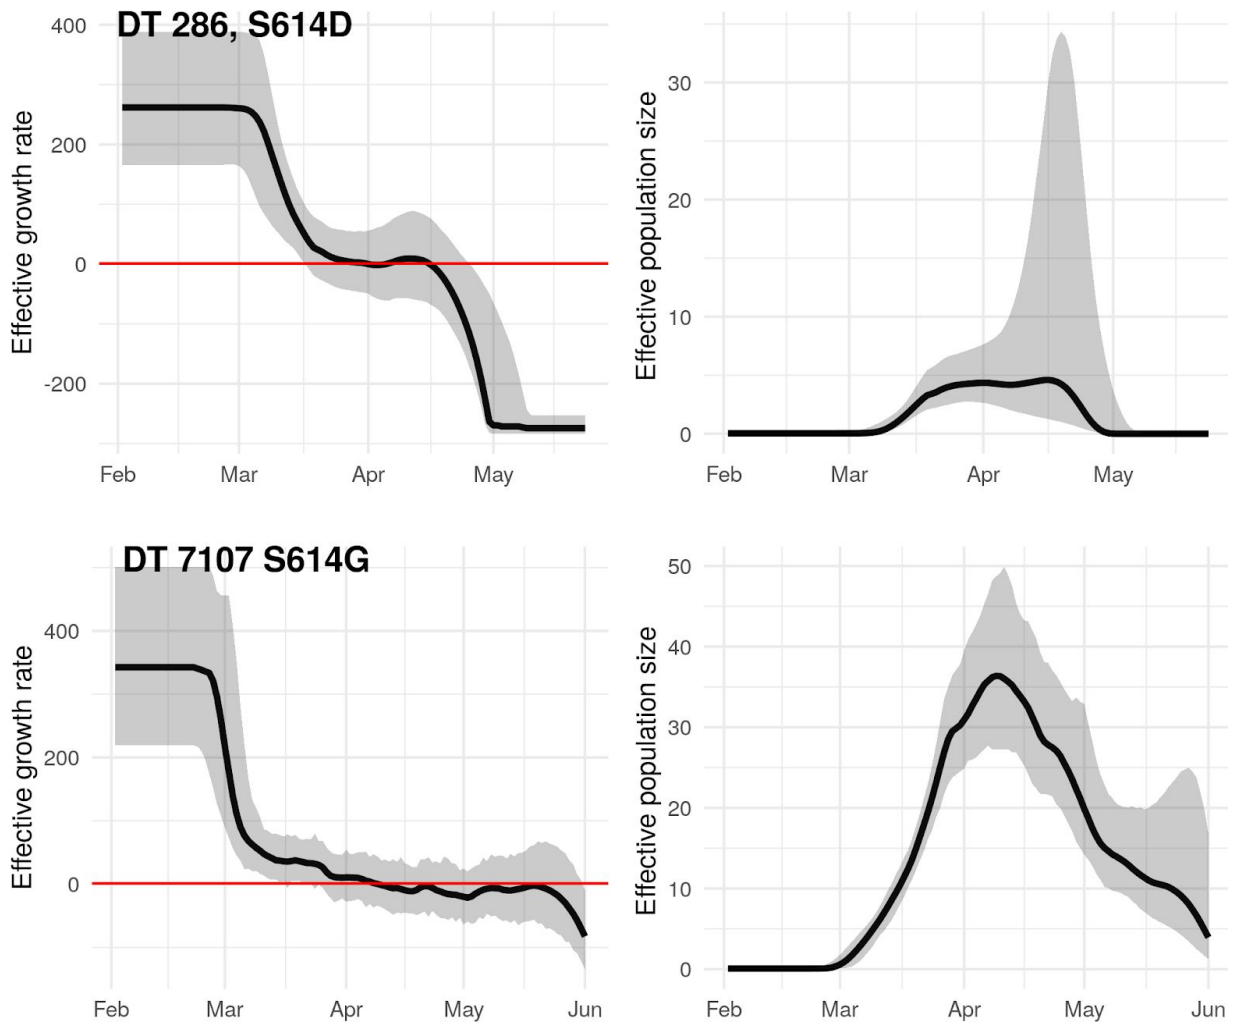 DT 286, S614D
Effective growth rate
400
200
0
-200
Feb Mar Apr May
Effective population size
30
20
10
0
Feb Mar Apr May
DT 7107 S614G
Effective growth rate
400
200
0
Feb Mar Apr May Jun
Effective population size
50
40
30
20
10
0
Feb Mar Apr May Jun